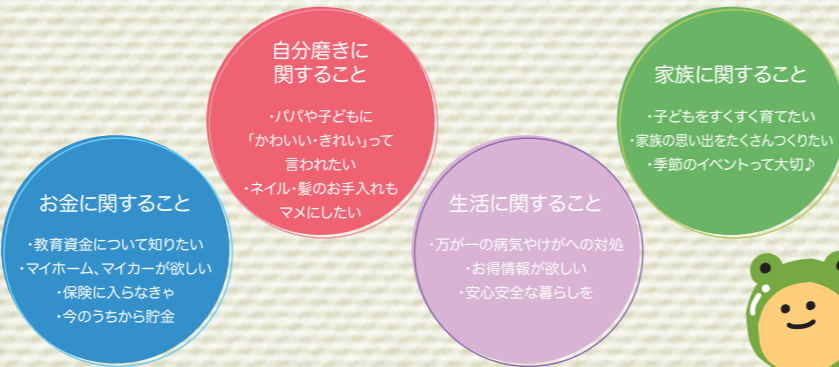 お金に関すること
・教育資金について知りたい
・マイホーム、マイカーが欲しい
・保険に入らなきゃ
・今のうちから貯金
自分磨きに
関すること
・パパや子どもに
「かわいい・きれい」って
言われたい
・ネイル・髪のお手入れも
マメにしたい
生活に関すること
・万が一の病気やけがへの対処
・お得情報が欲しい
・安心安全な暮らしを
家族に関すること
・子どもをすくすく育てたい
・家族の思い出をたくさんつくりたい
・季節のイベントって大切♪